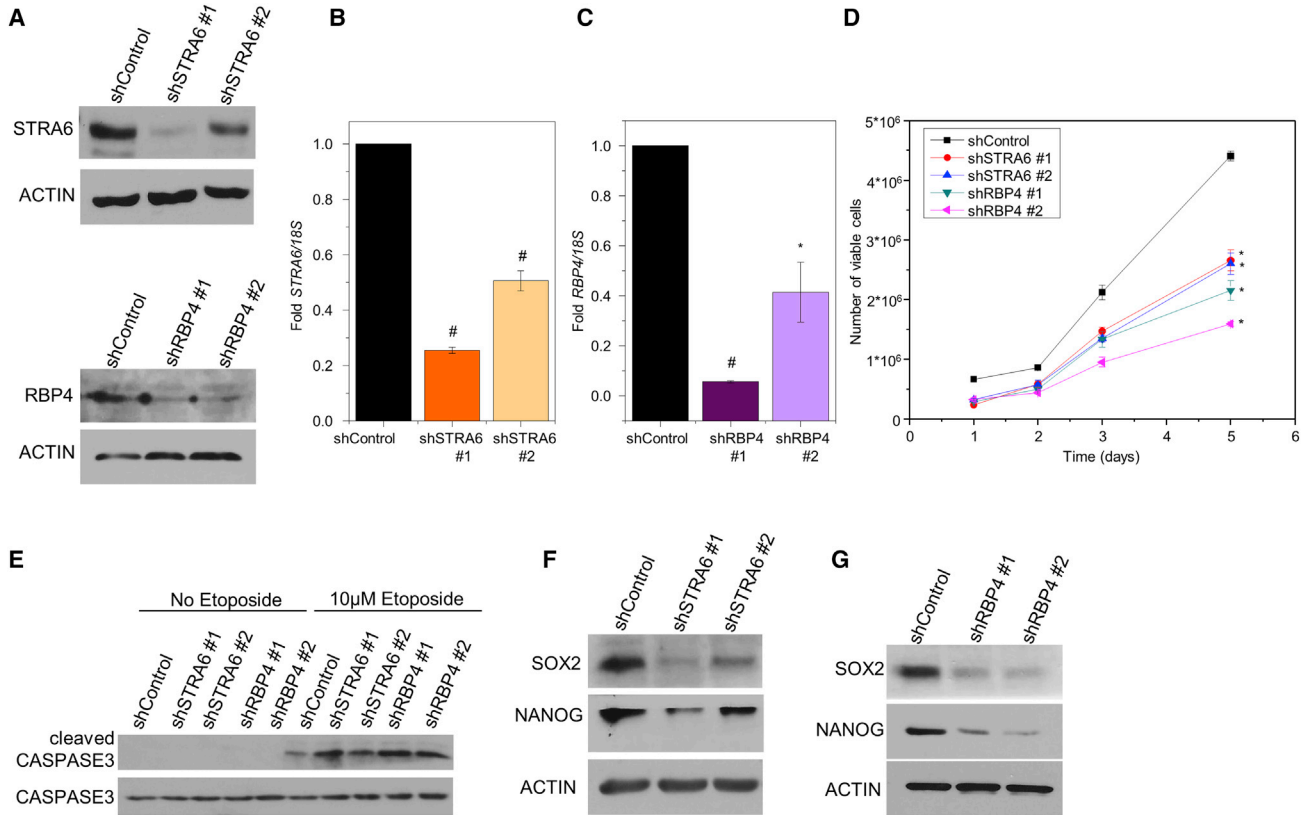 A
shControl
shSTRA6 #1
shSTRA6 #2
STRA6
ACTIN
shControl
shRBP4 #1
shRBP4 #2
RBP4
ACTIN
B
Fold STRA6/18S
1.0
0.8
0.6
0.4
0.2
0.0
#
#
shControl shSTRA6 shSTRA6
#1 #2
C
Fold RBP4/18S
1.0
0.8
0.6
0.4
0.2
0.0
#
*
shControl shRBP4 shRBP4
#1 #2
D
Number of viable cells
5*10⁶
4*10⁶
3*10⁶
2*10⁶
1*10⁶
0
shControl
shSTRA6 #1
shSTRA6 #2
shRBP4 #1
shRBP4 #2
*
*
*
*
0 1 2 3 4 5 6
Time (days)
E
No Etoposide 10μM Etoposide
shControl
shSTRA6 #1
shSTRA6 #2
shRBP4 #1
shRBP4 #2
shControl
shSTRA6 #1
shSTRA6 #2
shRBP4 #1
shRBP4 #2
cleaved
CASPASE3
CASPASE3
F
shControl
shSTRA6 #1
shSTRA6 #2
SOX2
NANOG
ACTIN
G
shControl
shRBP4 #1
shRBP4 #2
SOX2
NANOG
ACTIN